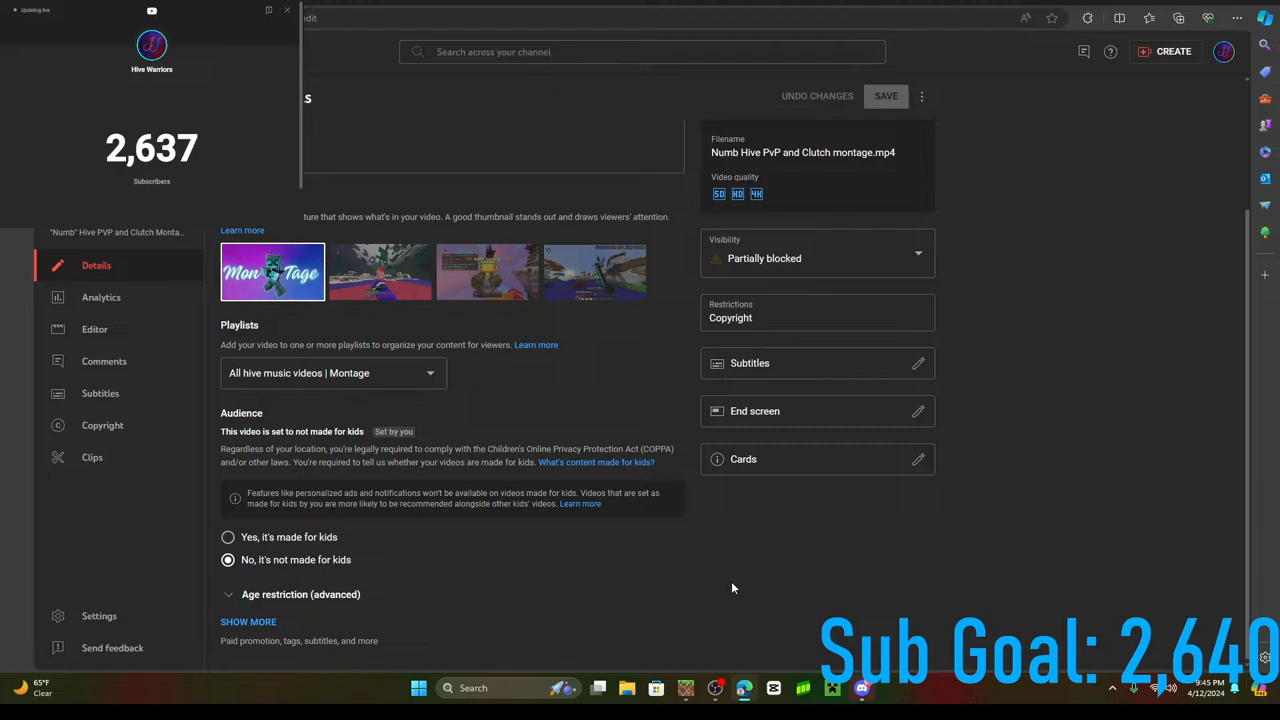 Updating live
edit
Hive Warriors
2,637
Subscribers
Search across your channel
CREATE
s
UNDO CHANGES
SAVE
Filename
Numb Hive PvP and Clutch montage.mp4
Video quality
SD HD 4K
ture that shows what's in your video. A good thumbnail stands out and draws viewers' attention.
Learn more
"Numb" Hive PVP and Clutch Monta...
Details
Analytics
Editor
Comments
Subtitles
Copyright
Clips
Settings
Send feedback
MonTage
Playlists
Add your video to one or more playlists to organize your content for viewers. Learn more
All hive music videos | Montage
Audience
This video is set to not made for kids Set by you
Regardless of your location, you're legally required to comply with the Children's Online Privacy Protection Act (COPPA)
and/or other laws. You're required to tell us whether your videos are made for kids. What's content made for kids?
Features like personalized ads and notifications won't be available on videos made for kids. Videos that are set as
made for kids by you are more likely to be recommended alongside other kids' videos. Learn more
Yes, it's made for kids
No, it's not made for kids
Age restriction (advanced)
SHOW MORE
Paid promotion, tags, subtitles, and more
Visibility
Partially blocked
Restrictions
Copyright
Subtitles
End screen
Cards
Sub Goal: 2,640
65°F
Clear
Search
9:45 PM
4/12/2024